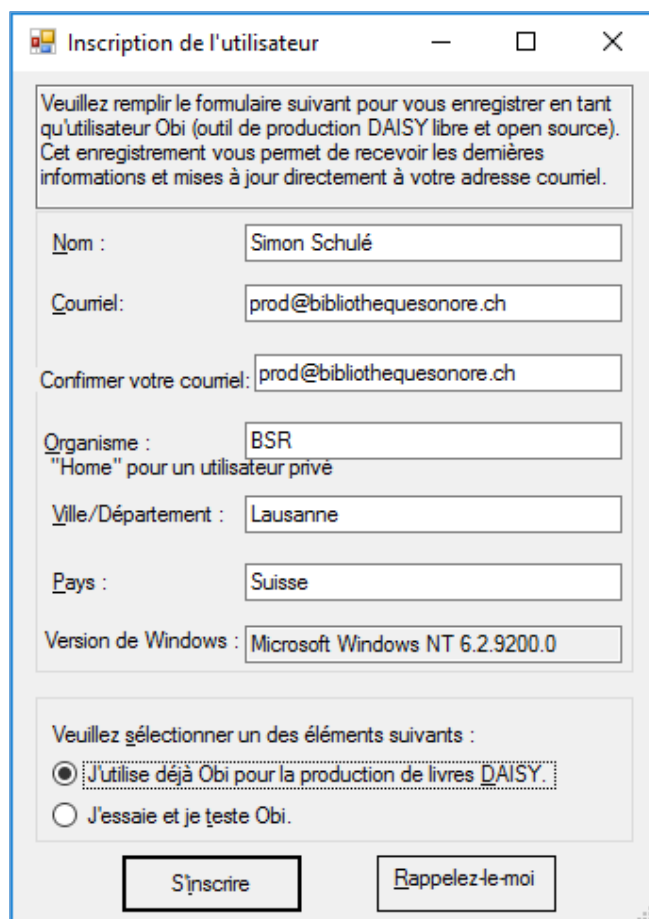 Inscription de l'utilisateur
Veuillez remplir le formulaire suivant pour vous enregistrer en tant
qu'utilisateur Obi (outil de production DAISY libre et open source).
Cet enregistrement vous permet de recevoir les dernières
informations et mises à jour directement à votre adresse courriel.
Nom : Simon Schulé
Courriel: prod@bibliothequesonore.ch
Confirmer votre courriel: prod@bibliothequesonore.ch
Organisme : BSR
"Home" pour un utilisateur privé
Ville/Département : Lausanne
Pays : Suisse
Version de Windows : Microsoft Windows NT 6.2.9200.0
Veuillez sélectionner un des éléments suivants :
J'utilise déjà Obi pour la production de livres DAISY.
J'essaie et je teste Obi.
S'inscrire Rappelez-le-moi